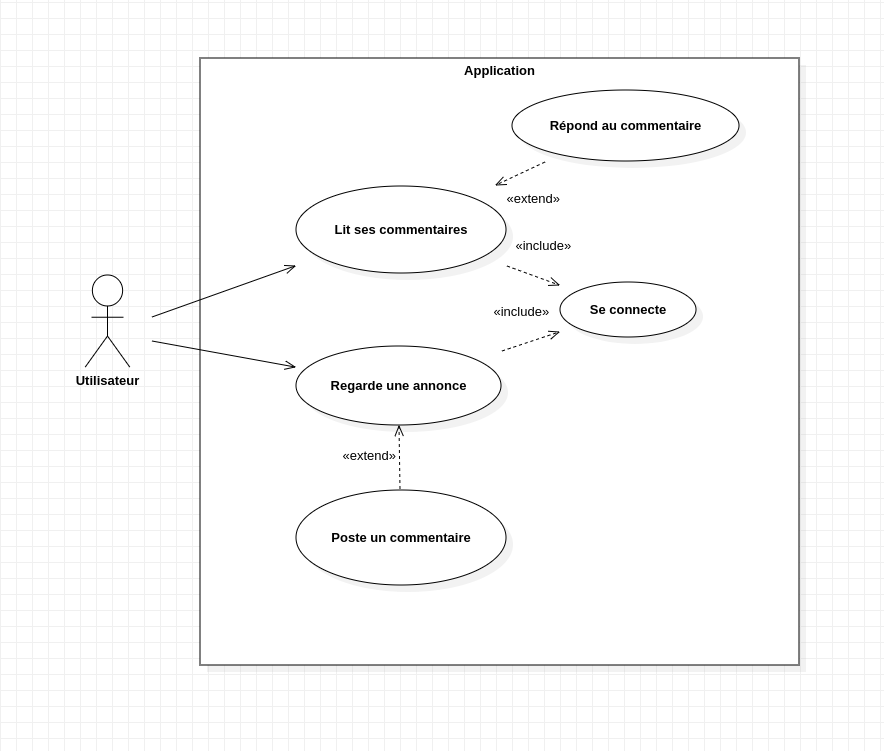 Application
Répond au commentaire
«extend»
Lit ses commentaires
«include»
«include»
Se connecte
Utilisateur
Regarde une annonce
«extend»
Poste un commentaire